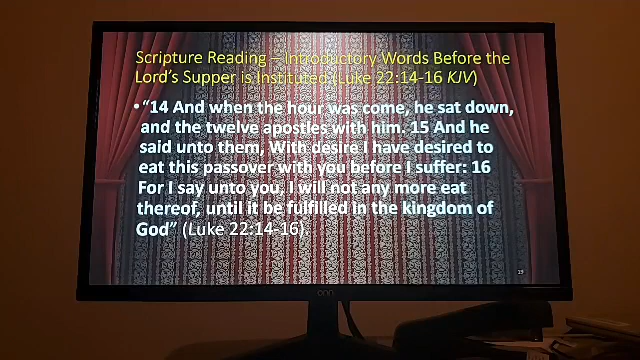 Scripture Reading – Introductory Words Before the
Lord's Supper is Instituted (Luke 22:14-16 KJV)
• "14 And when the hour was come, he sat down,
and the twelve apostles with him. 15 And he
said unto them, With desire I have desired to
eat this passover with you before I suffer: 16
For I say unto you, I will not any more eat
thereof, until it be fulfilled in the kingdom of
God" (Luke 22:14-16).
onn